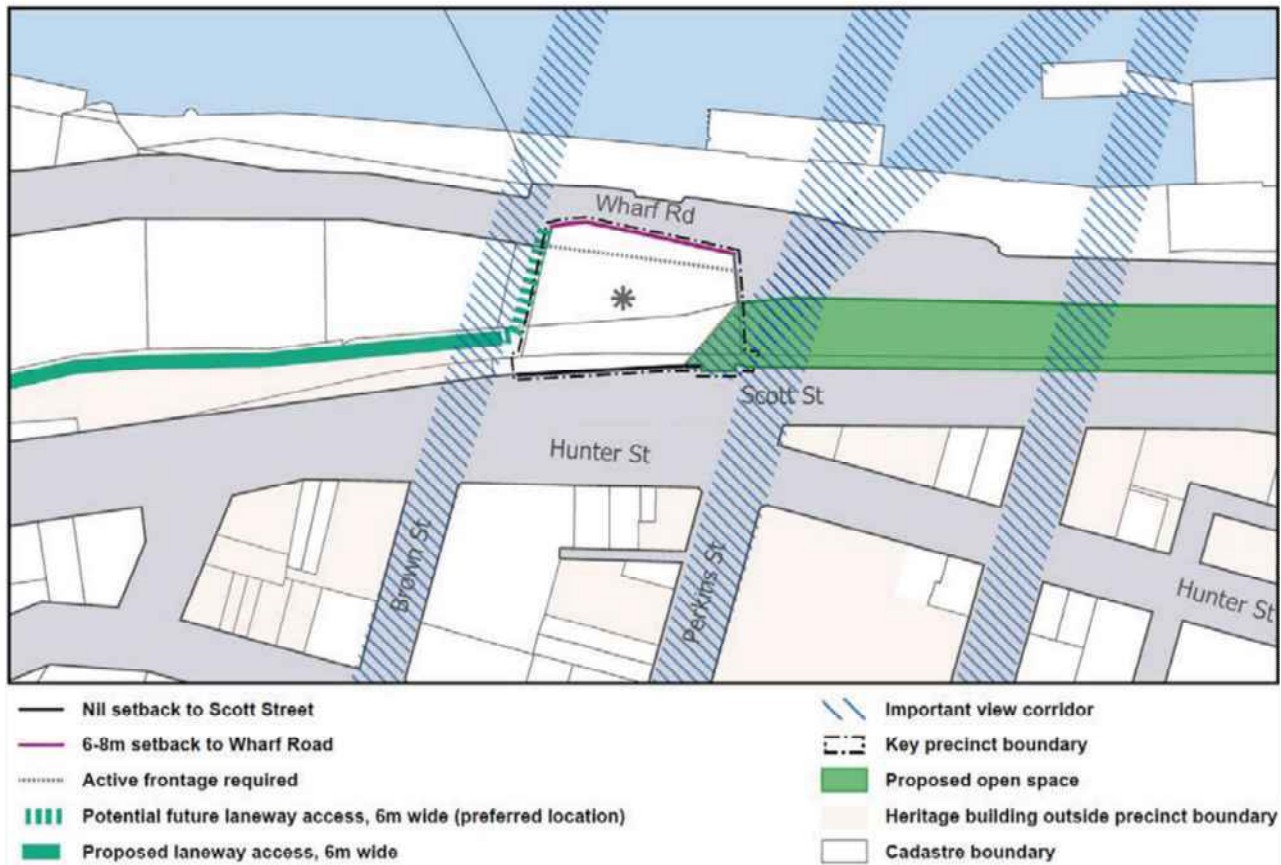 Wharf Rd
Scott St
Hunter St
Brown St
Perkins St
Hunter St
Nil setback to Scott Street
6-8m setback to Wharf Road
Active frontage required
Potential future laneway access, 6m wide (preferred location)
Proposed laneway access, 6m wide
Important view corridor
Key precinct boundary
Proposed open space
Heritage building outside precinct boundary
Cadastre boundary